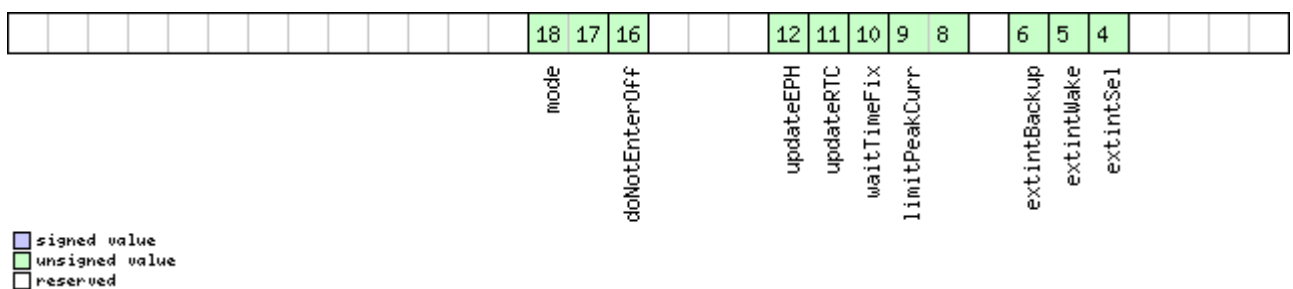 18 17 16 12 11 10 9 8 6 5 4
mode
doNotEnterOff
updateEPH
updateRTC
waitTimeFix
limitPeakCurr
extintBackup
extintWake
extintSel
signed value
unsigned value
reserved